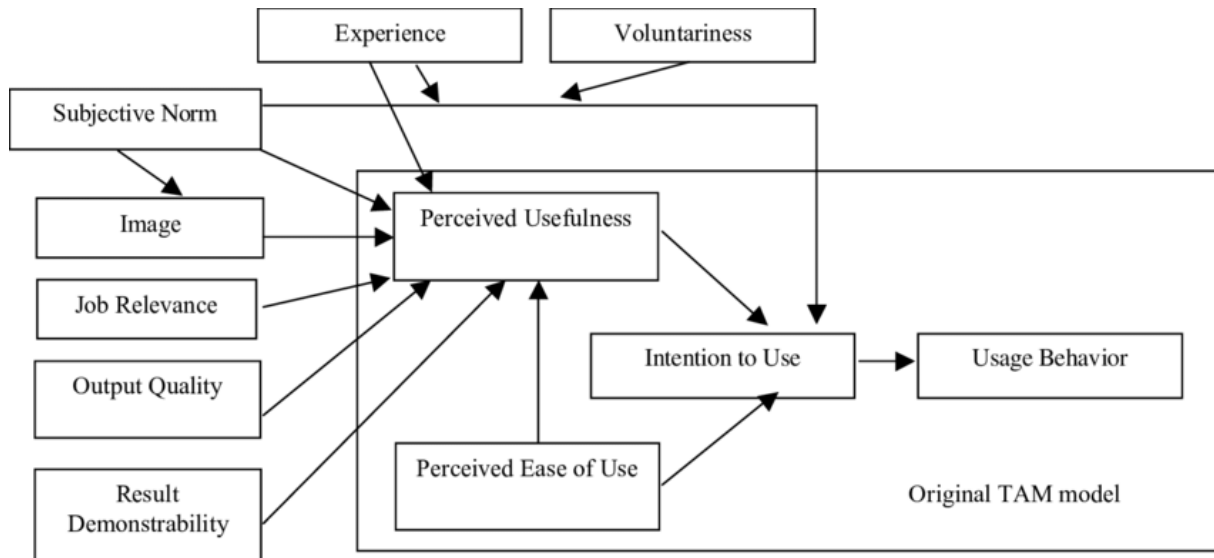 Experience
Voluntariness
Subjective Norm
Perceived Usefulness
Image
Job Relevance
Intention to Use
Usage Behavior
Output Quality
Perceived Ease of Use
Result
Demonstrability
Original TAM model